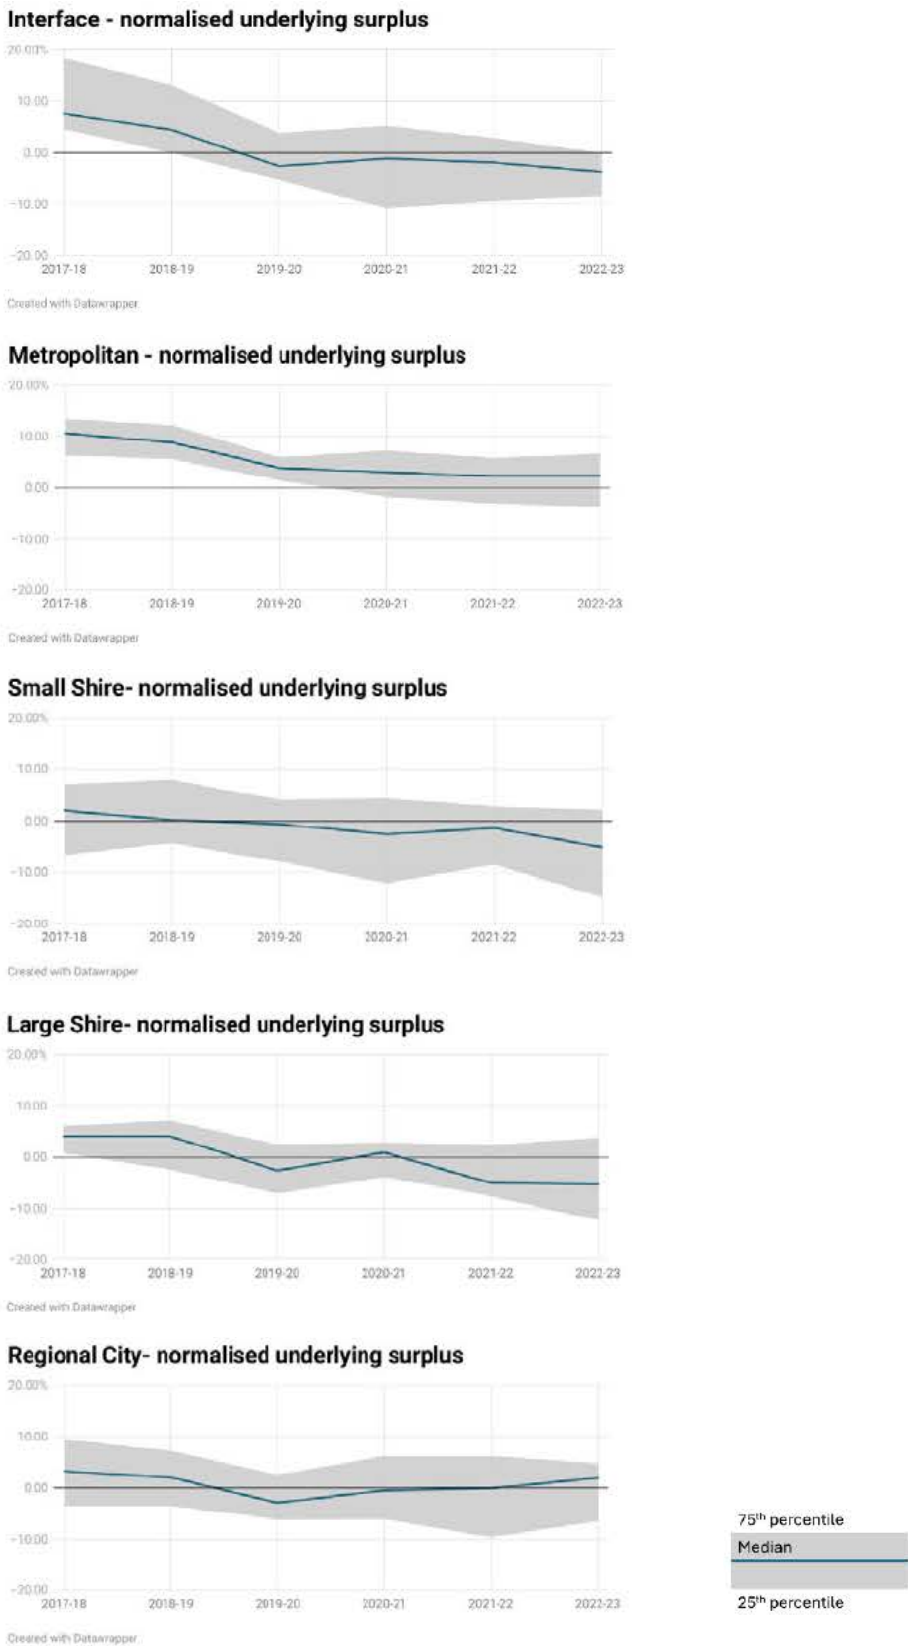 Interface - normalised underlying surplus
20.00%
10.00
0.00
−10.00
−20.00
2017-18 2018-19 2019-20 2020-21 2021-22 2022-23
Created with Datawrapper
Metropolitan - normalised underlying surplus
20.00%
10.00
0.00
−10.00
−20.00
2017-18 2018-19 2019-20 2020-21 2021-22 2022-23
Created with Datawrapper
Small Shire- normalised underlying surplus
20.00%
10.00
0.00
−10.00
−20.00
2017-18 2018-19 2019-20 2020-21 2021-22 2022-23
Created with Datawrapper
Large Shire- normalised underlying surplus
20.00%
10.00
0.00
−10.00
−20.00
2017-18 2018-19 2019-20 2020-21 2021-22 2022-23
Created with Datawrapper
Regional City- normalised underlying surplus
20.00%
10.00
0.00
−10.00
−20.00
2017-18 2018-19 2019-20 2020-21 2021-22 2022-23
Created with Datawrapper
75th percentile
Median
25th percentile